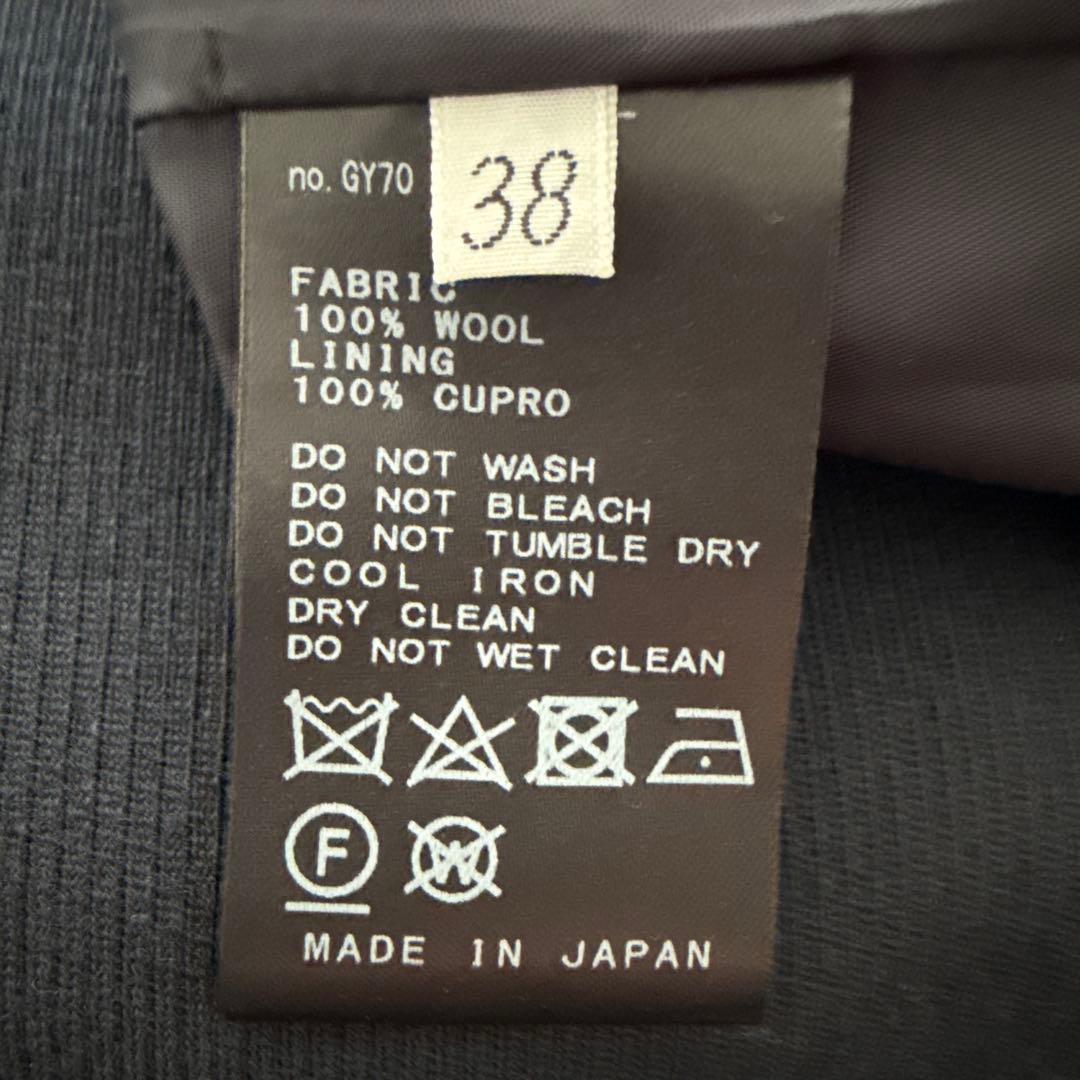 no. GY70
38
FABRIC
100% WOOL
LINING
100% CUPRO
DO NOT WASH
DO NOT BLEACH
DO NOT TUMBLE DRY
COOL IRON
DRY CLEAN
DO NOT WET CLEAN
F W
MADE IN JAPAN